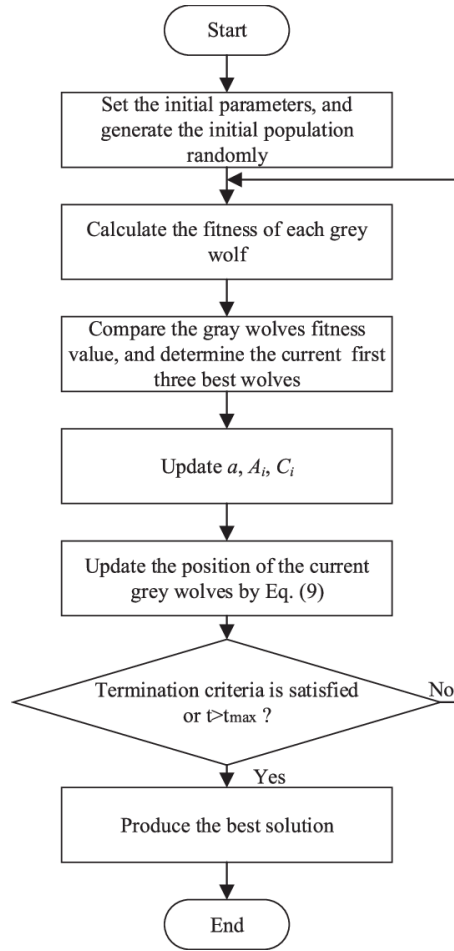 Start
Set the initial parameters, and
generate the initial population
randomly
Calculate the fitness of each grey
wolf
Compare the gray wolves fitness
value, and determine the current first
three best wolves
Update a, Ai, Ci
Update the position of the current
grey wolves by Eq. (9)
Termination criteria is satisfied
or t>tmax ?
No
Yes
Produce the best solution
End